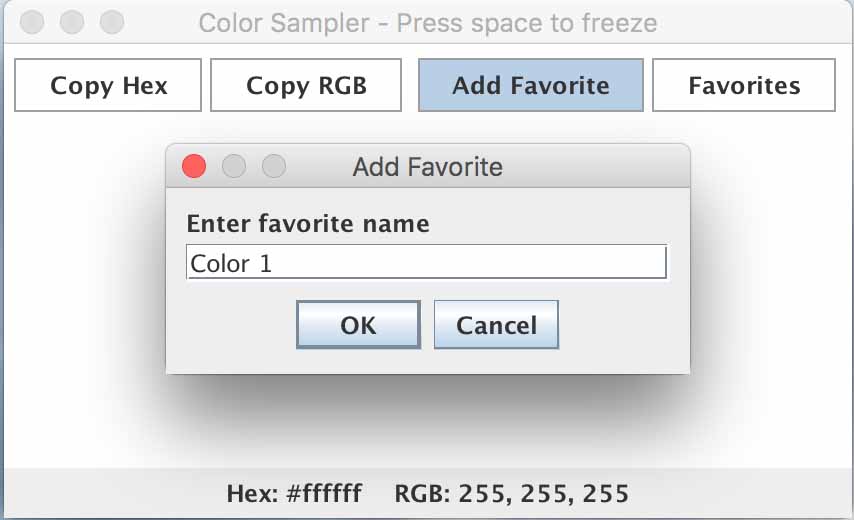 Color Sampler - Press space to freeze
Copy Hex Copy RGB Add Favorite Favorites
Add Favorite
Enter favorite name
Color 1
OK Cancel
Hex: #ffffff RGB: 255, 255, 255